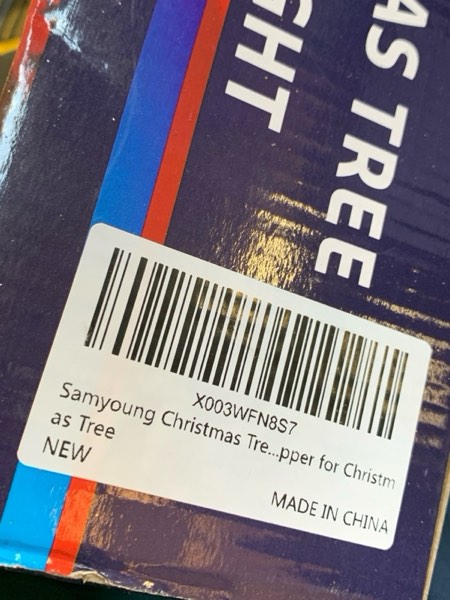 AS TREE
GHT
X003WFN8S7
Samyoung Christmas Tre...pper for Christm
as Tree
NEW
MADE IN CHINA